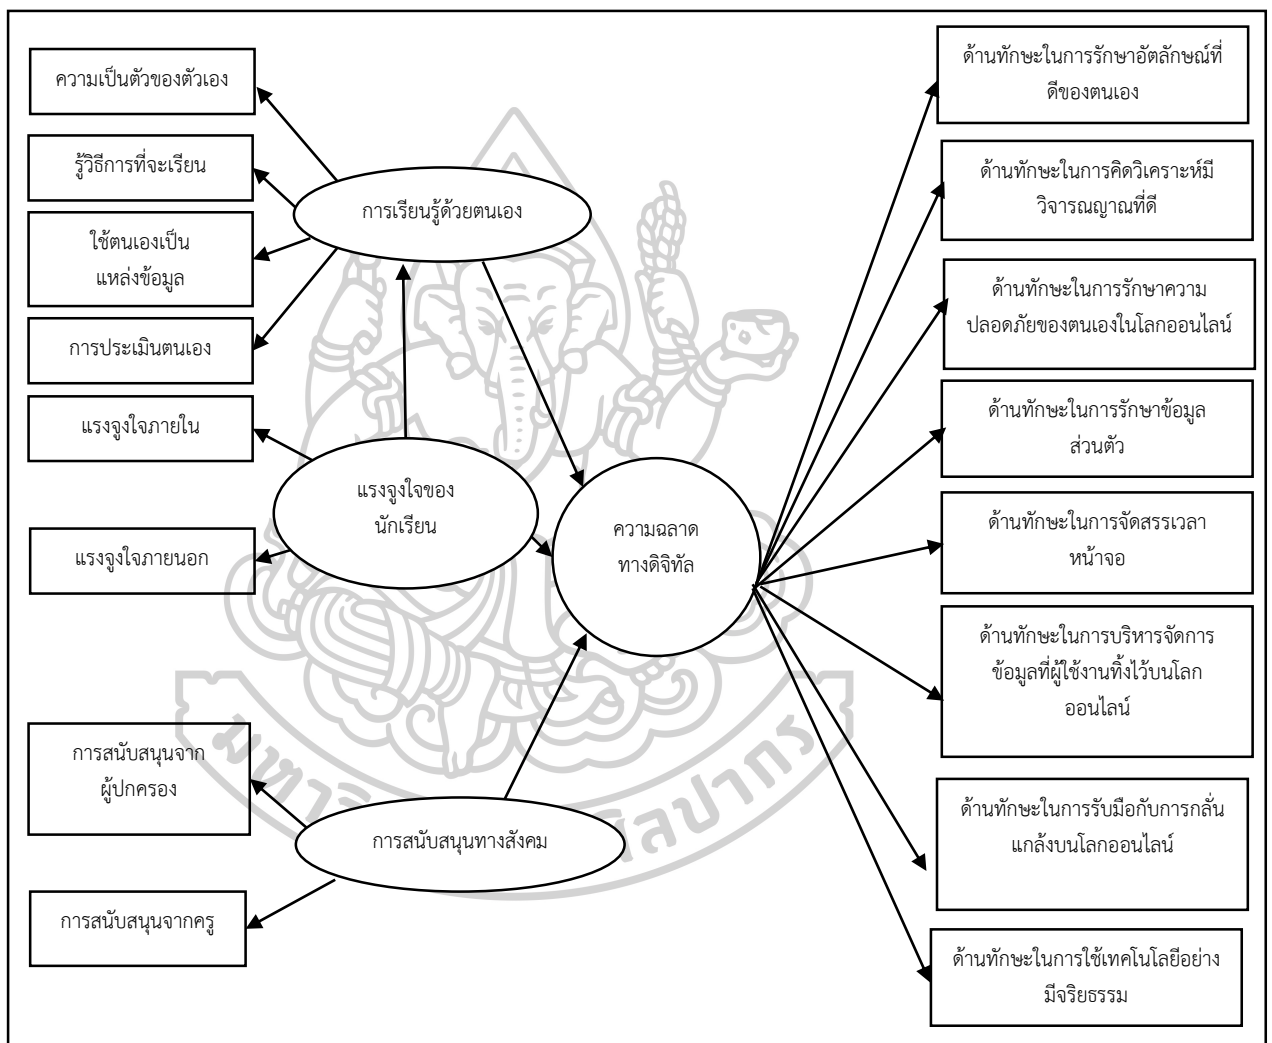 ความเป็นตัวของตัวเอง
รู้วิธีการที่จะเรียน
ใช้ตนเองเป็น
แหล่งข้อมูล
การประเมินตนเอง
แรงจูงใจภายใน
แรงจูงใจภายนอก
การสนับสนุนจาก
ผู้ปกครอง
การสนับสนุนจากครู
การเรียนรู้ด้วยตนเอง
แรงจูงใจของ
นักเรียน
การสนับสนุนทางสังคม
ความฉลาด
ทางดิจิทัล
ด้านทักษะในการรักษาอัตลักษณ์ที่
ดีของตนเอง
ด้านทักษะในการคิดวิเคราะห์มี
วิจารณญาณที่ดี
ด้านทักษะในการรักษาความ
ปลอดภัยของตนเองในโลกออนไลน์
ด้านทักษะในการรักษาข้อมูล
ส่วนตัว
ด้านทักษะในการจัดสรรเวลา
หน้าจอ
ด้านทักษะในการบริหารจัดการ
ข้อมูลที่ผู้ใช้งานทิ้งไว้บนโลก
ออนไลน์
ด้านทักษะในการรับมือกับการกลั่น
แกล้งบนโลกออนไลน์
ด้านทักษะในการใช้เทคโนโลยีอย่าง
มีจริยธรรม